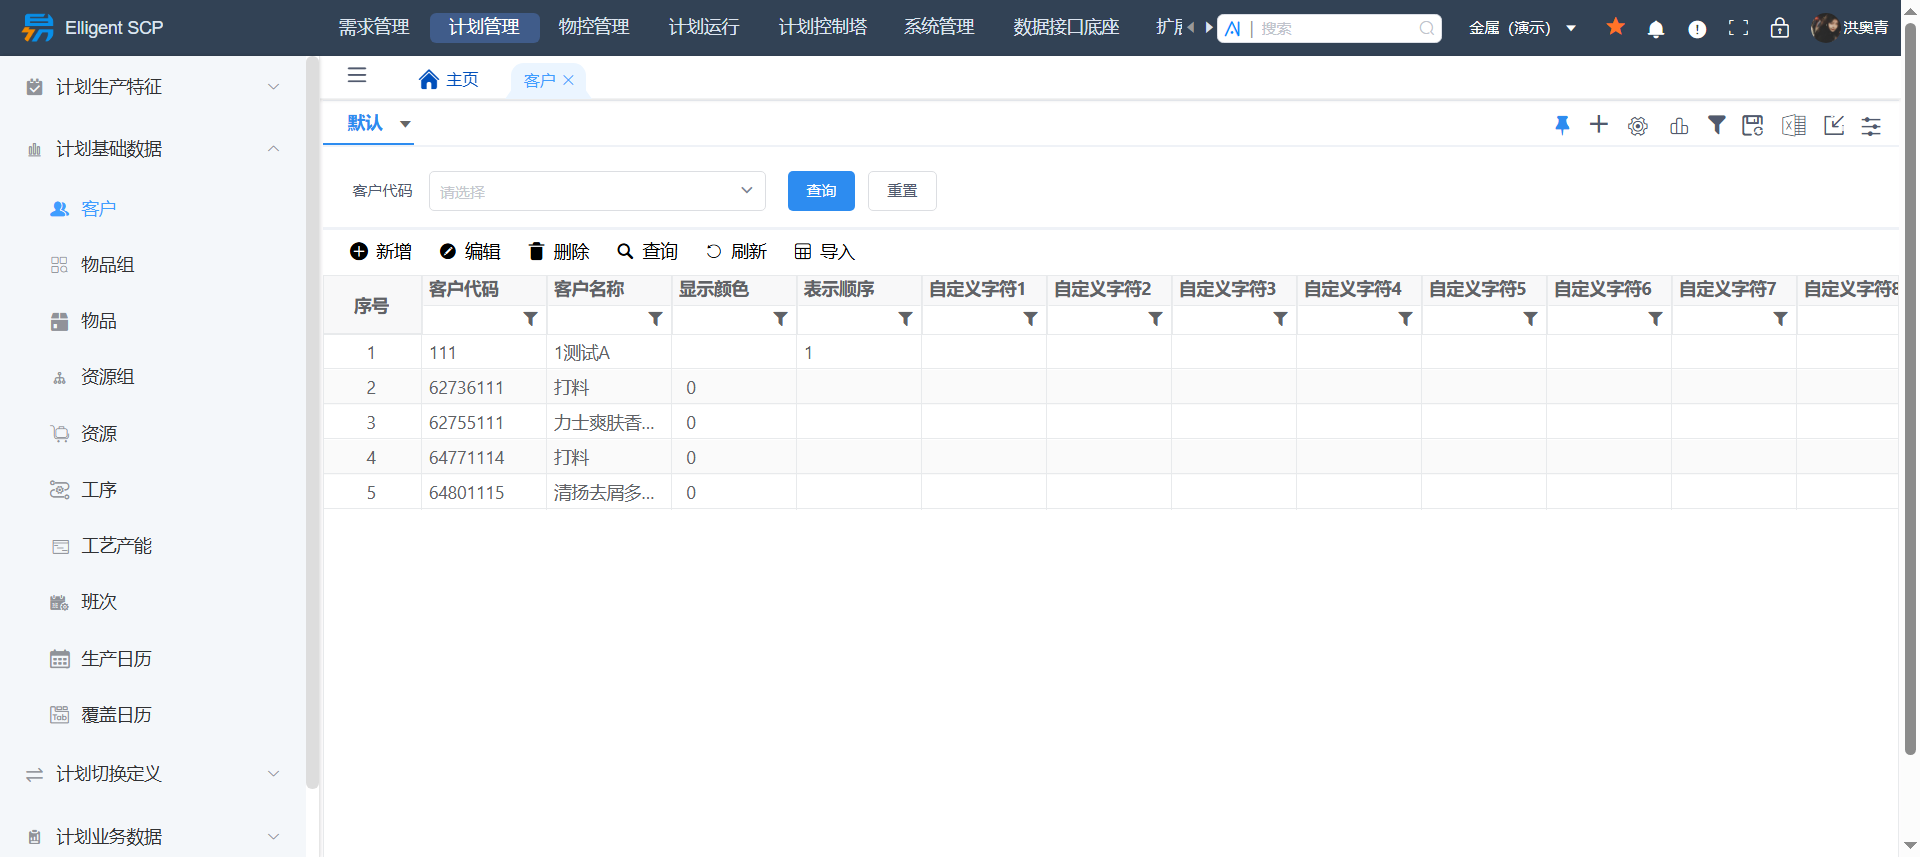 Elligent SCP
需求管理 计划管理 物控管理 计划运行 计划控制塔 系统管理 数据接口底座 AI | 搜索 金属（演示） 洪奥青
计划生产特征
计划基础数据
客户
物品组
物品
资源组
资源
工序
工艺产能
班次
生产日历
覆盖日历
计划切换定义
计划业务数据
主页 客户
默认
客户代码 请选择 查询 重置
新增 编辑 删除 查询 刷新 导入
序号 客户代码 客户名称 显示颜色 表示顺序 自定义字符1 自定义字符2 自定义字符3 自定义字符4 自定义字符5 自定义字符6 自定义字符7 自定义字符8
1 111 1测试A 1
2 62736111 打料 0
3 62755111 力士爽肤香... 0
4 64771114 打料 0
5 64801115 清扬去屑多... 0